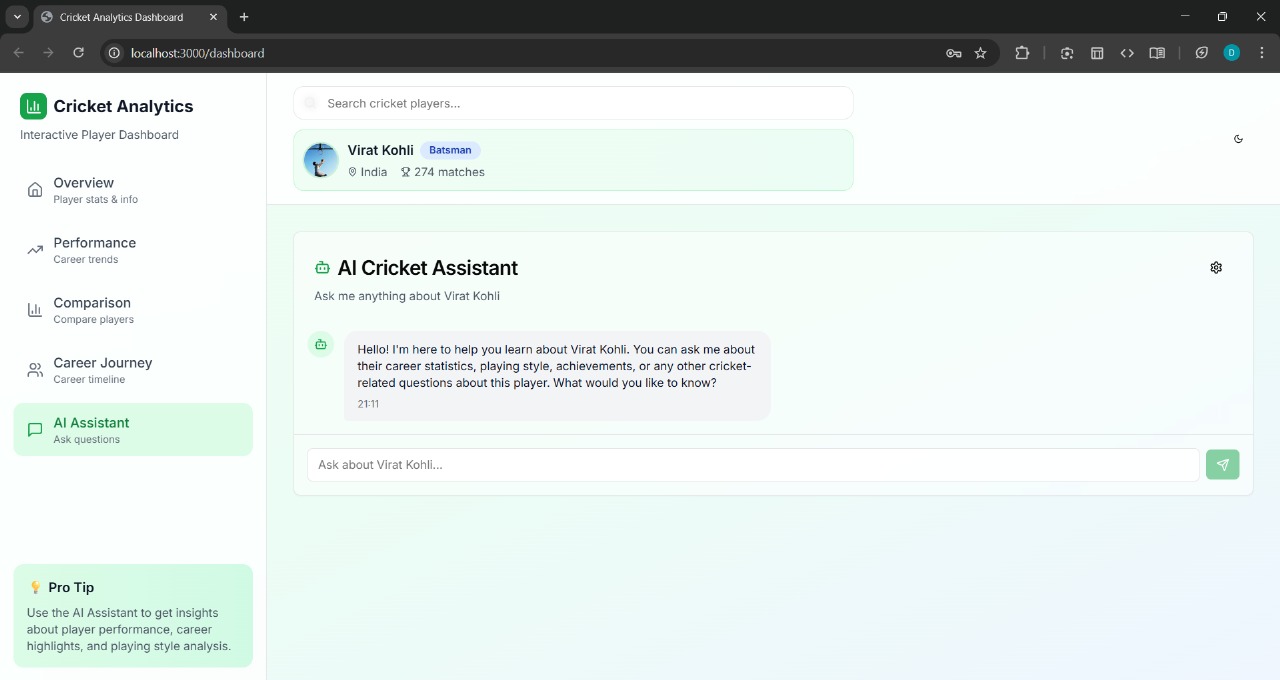 Cricket Analytics Dashboard
localhost:3000/dashboard
D
Cricket Analytics
Interactive Player Dashboard
Overview
Player stats & info
Performance
Career trends
Comparison
Compare players
Career Journey
Career timeline
AI Assistant
Ask questions
Pro Tip
Use the AI Assistant to get insights
about player performance, career
highlights, and playing style analysis.
Search cricket players...
Virat Kohli Batsman
India 274 matches
AI Cricket Assistant
Ask me anything about Virat Kohli
Hello! I'm here to help you learn about Virat Kohli. You can ask me about
their career statistics, playing style, achievements, or any other cricket-
related questions about this player. What would you like to know?
21:11
Ask about Virat Kohli...